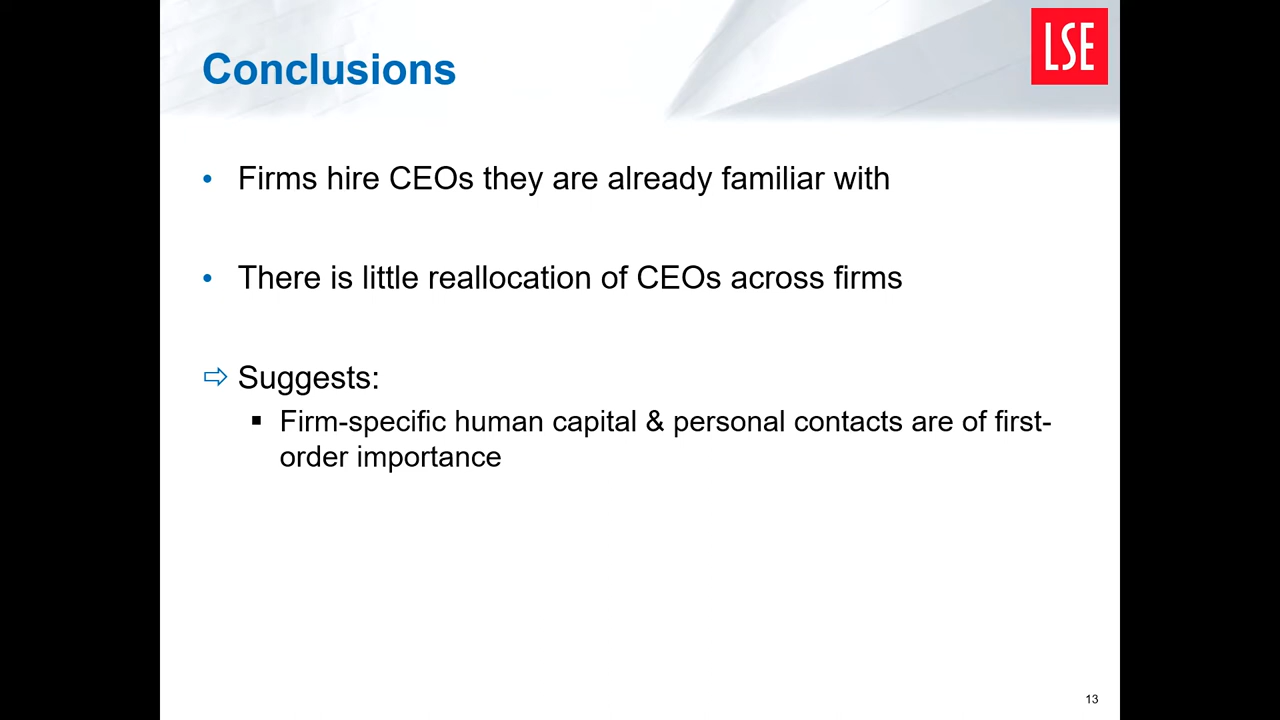 Conclusions
LSE
• Firms hire CEOs they are already familiar with
• There is little reallocation of CEOs across firms
⇨ Suggests:
▪ Firm-specific human capital & personal contacts are of first-
order importance
13